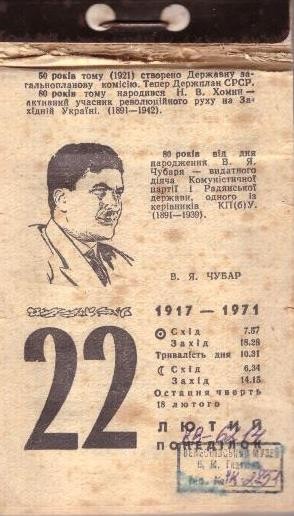 50 років тому (1921) створено Державну за-
гальнопланову комісію. Тепер Держплан СРСР.
80 років тому народився Н. В. Хомин —
активний учасник революційного руху на За-
хідній Україні. (1891—1942).
80 років від дня
народження В. Я.
Чубаря — видатного
діяча Комуністичної
партії і Радянської
держави, одного із
керівників КП(б)У.
(1891—1939).
В. Я. ЧУБАР
1917 — 1971
22
Схід 7.57
Захід 18.28
Тривалість дня 10.31
Схід 6.34
Захід 14.15
Остання чверть
18 лютого
ЛЮТИЙ
ПОНЕДІЛОК